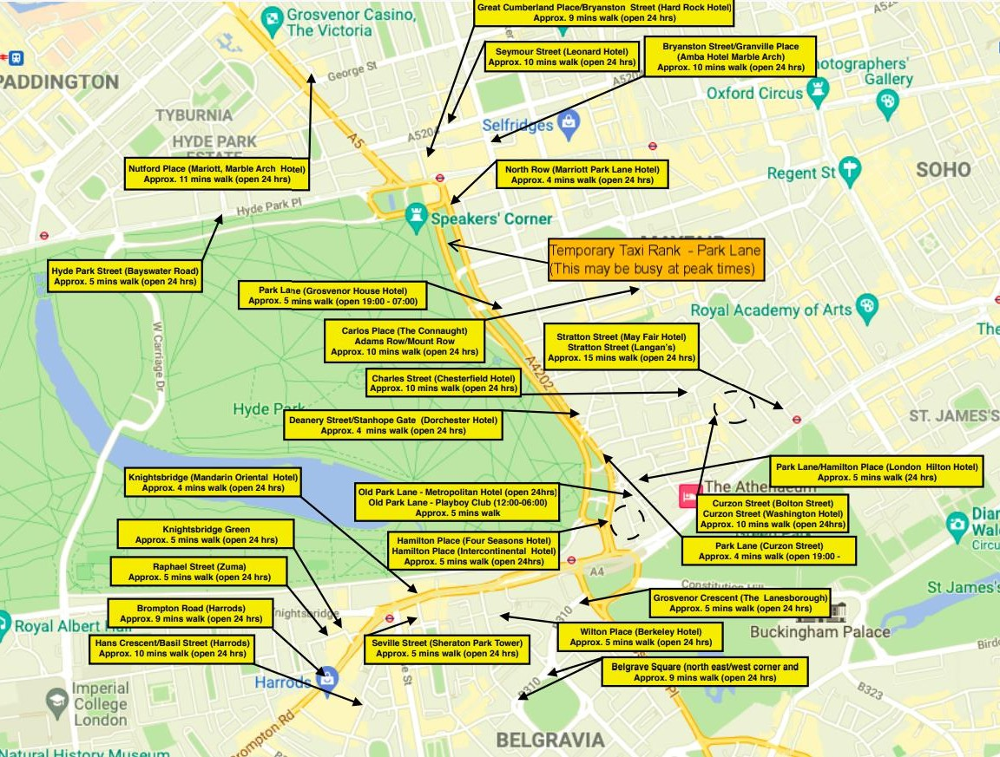 Great Cumberland Place/Bryanston Street (Hard Rock Hotel)
Approx. 9 mins walk (open 24 hrs)
Grosvenor Casino,
The Victoria
Seymour Street (Leonard Hotel)
Approx. 10 mins walk (open 24 hrs)
Bryanston Street/Granville Place
(Amba Hotel Marble Arch)
Approx. 10 mins walk (open 24 hrs)
otographers'
Gallery
PADDINGTON
George St
A520
Oxford Circus
TYBURNIA
HYDE PARK
ESTATE
A5
A5204
Selfridges
Nutford Place (Mariott, Marble Arch Hotel)
Approx. 11 mins walk (open 24 hrs)
North Row (Marriott Park Lane Hotel)
Approx. 4 mins walk (open 24 hrs)
Regent St
SOHO
Hyde Park Pl
Speakers' Corner
MAYFAIR
Temporary Taxi Rank - Park Lane
(This may be busy at peak times)
Hyde Park Street (Bayswater Road)
Approx. 5 mins walk (open 24 hrs)
Park Lane (Grosvenor House Hotel)
Approx. 5 mins walk (open 19:00 - 07:00)
Royal Academy of Arts
The
Carlos Place (The Connaught)
Adams Row/Mount Row
Approx. 10 mins walk (open 24 hrs)
Stratton Street (May Fair Hotel)
Stratton Street (Langan's)
Approx. 15 mins walk (open 24 hrs)
W Carriage Dr
A4202
Charles Street (Chesterfield Hotel)
Approx. 10 mins walk (open 24 hrs)
Hyde Park
Deanery Street/Stanhope Gate (Dorchester Hotel)
Approx. 4 mins walk (open 24 hrs)
ST. JAMES'S
Park Lane/Hamilton Place (London Hilton Hotel)
Approx. 5 mins walk (24 hrs)
Knightsbridge (Mandarin Oriental Hotel)
Approx. 4 mins walk (open 24 hrs)
Old Park Lane - Metropolitan Hotel (open 24hrs)
Old Park Lane - Playboy Club (12:00-06:00)
Approx. 5 mins walk
The Athenaeum
Curzon Street (Bolton Street)
Curzon Street (Washington Hotel)
Approx. 10 mins walk (open 24hrs)
Green Park
Dian
Walk
Circu
Knightsbridge Green
Approx. 5 mins walk (open 24 hrs)
Hamilton Place (Four Seasons Hotel)
Hamilton Place (Intercontinental Hotel)
Approx. 5 mins walk (open 24hrs)
Park Lane (Curzon Street)
Approx. 4 mins walk (open 19:00 -
Raphael Street (Zuma)
Approx. 5 mins walk (open 24 hrs)
A4
Constitution Hill
St James's
Brompton Road (Harrods)
Approx. 9 mins walk (open 24 hrs)
nightsbridge
Grosvenor Crescent (The Lanesborough)
Approx. 5 mins walk (open 24 hrs)
B310
Royal Albert Hall
Buckingham Palace
Hans Crescent/Basil Street (Harrods)
Approx. 10 mins walk (open 24 hrs)
Seville Street (Sheraton Park Tower)
Approx. 5 mins walk (open 24 hrs)
Wilton Place (Berkeley Hotel)
Approx. 5 mins walk (open 24 hrs)
Birdc
Belgrave Square (north east/west corner and
Approx. 9 mins walk (open 24 hrs)
Harrods
B310
Pl
B323
Imperial
College
London
Brompton Rd
BELGRAVIA
Natural History Museum